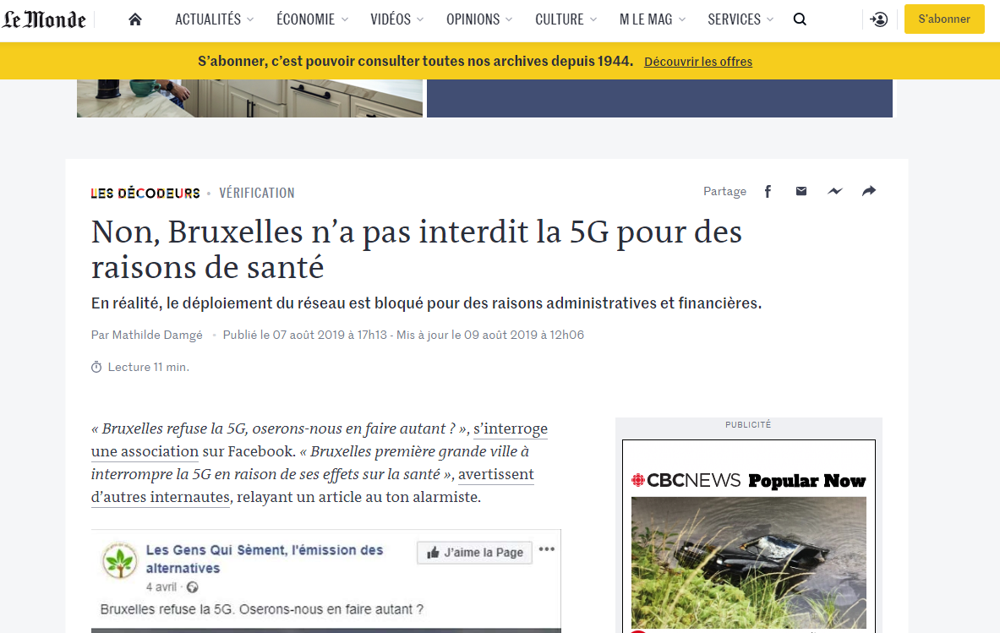 Le Monde
ACTUALITÉS
ÉCONOMIE
VIDÉOS
OPINIONS
CULTURE
M LE MAG
SERVICES
S'abonner
S'abonner, c'est pouvoir consulter toutes nos archives depuis 1944. Découvrir les offres
LES DÉCODEURS • VÉRIFICATION
Partage
Non, Bruxelles n'a pas interdit la 5G pour des
raisons de santé
En réalité, le déploiement du réseau est bloqué pour des raisons administratives et financières.
Par Mathilde Damgé • Publié le 07 août 2019 à 17h13 - Mis à jour le 09 août 2019 à 12h06
Lecture 11 min.
« Bruxelles refuse la 5G, oserons-nous en faire autant ? », s'interroge
une association sur Facebook. « Bruxelles première grande ville à
interrompre la 5G en raison de ses effets sur la santé », avertissent
d'autres internautes, relayant un article au ton alarmiste.
Les Gens Qui Sèment, l'émission des
alternatives
4 avril ·
J'aime la Page
Bruxelles refuse la 5G. Oserons-nous en faire autant ?
PUBLICITÉ
CBCNEWS Popular Now